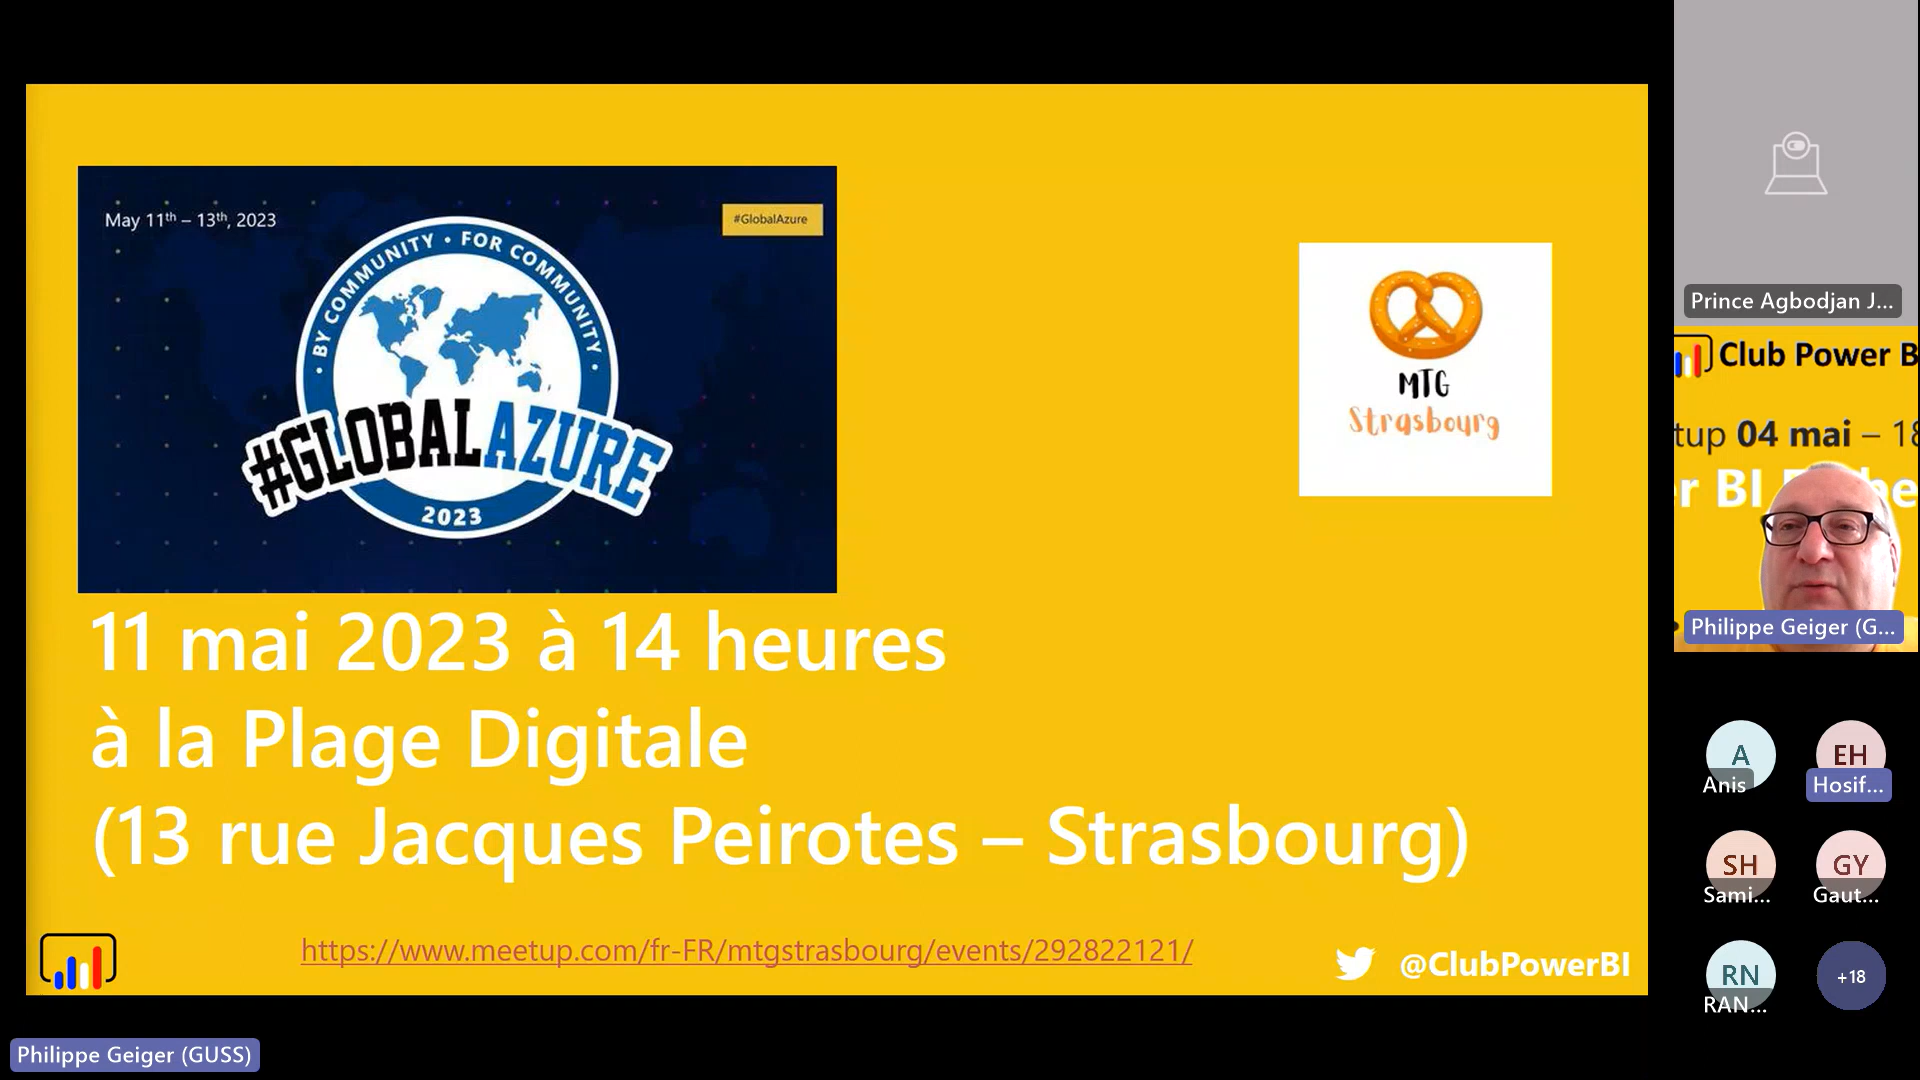 May 11th – 13th, 2023
#GlobalAzure
• BY COMMUNITY • FOR COMMUNITY •
#GLOBALAZURE
2023
MTG
Strasbourg
11 mai 2023 à 14 heures
à la Plage Digitale
(13 rue Jacques Peirotes – Strasbourg)
https://www.meetup.com/fr-FR/mtgstrasbourg/events/292822121/
@ClubPowerBI
Philippe Geiger (GUSS)
Prince Agbodjan J...
Club Power B
tup 04 mai – 18
r BI
Philippe Geiger (G...
A
Anis
EH
Hosif...
SH
Sami...
GY
Gaut...
RN
RAN...
+18